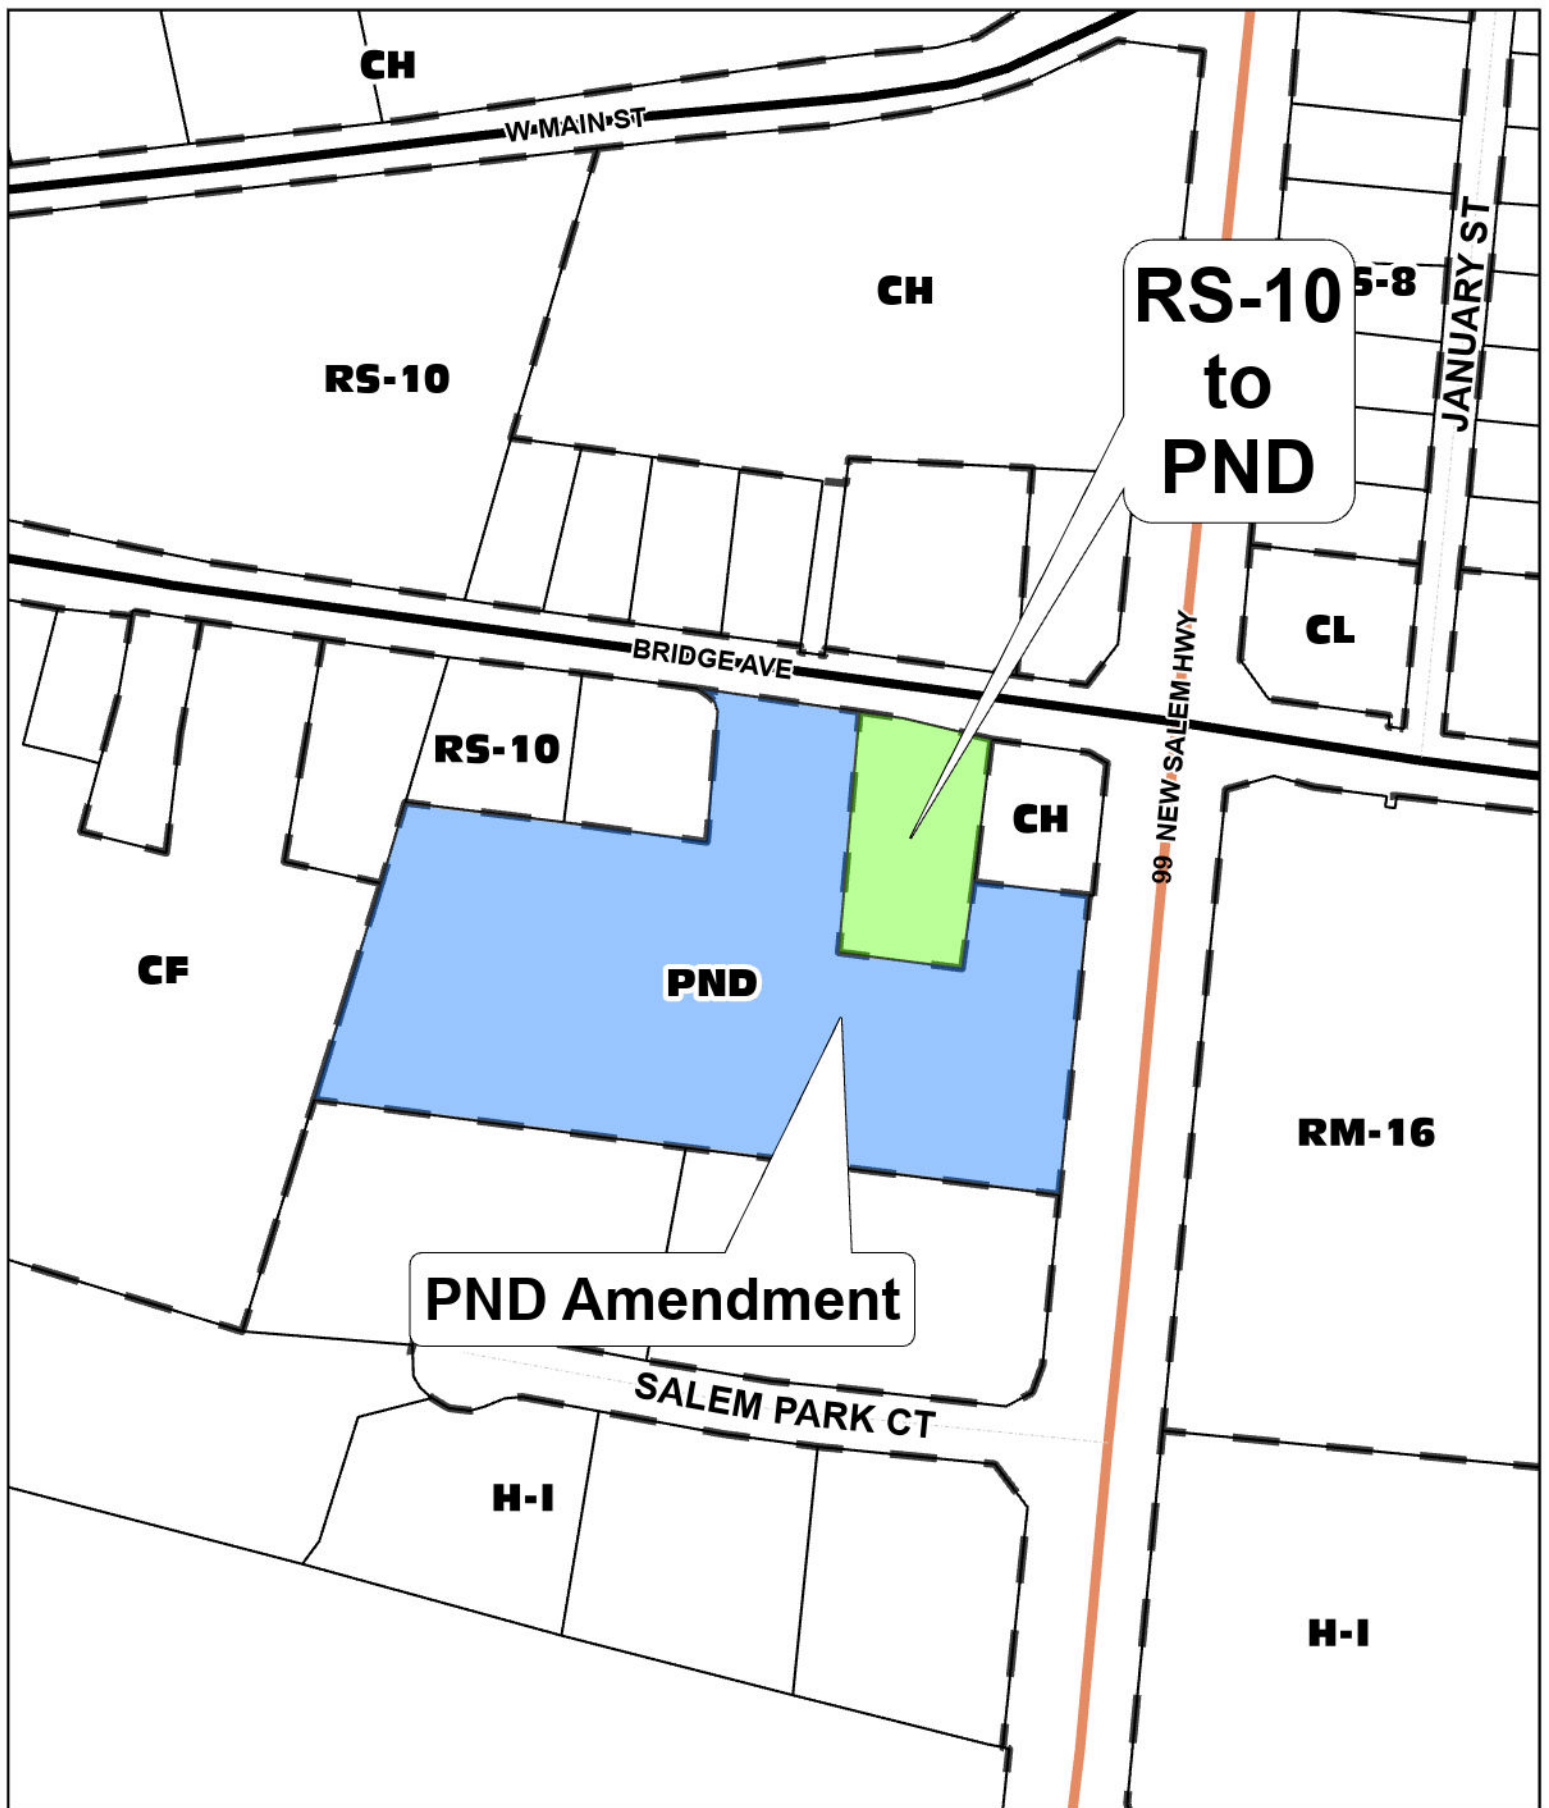 CH
W MAIN ST
CH
RS-10
to
PND
S-8
JANUARY ST
RS-10
CL
BRIDGE AVE
99 NEW SALEM HWY
RS-10
CH
CF
PND
RM-16
PND Amendment
SALEM PARK CT
H-I
H-I